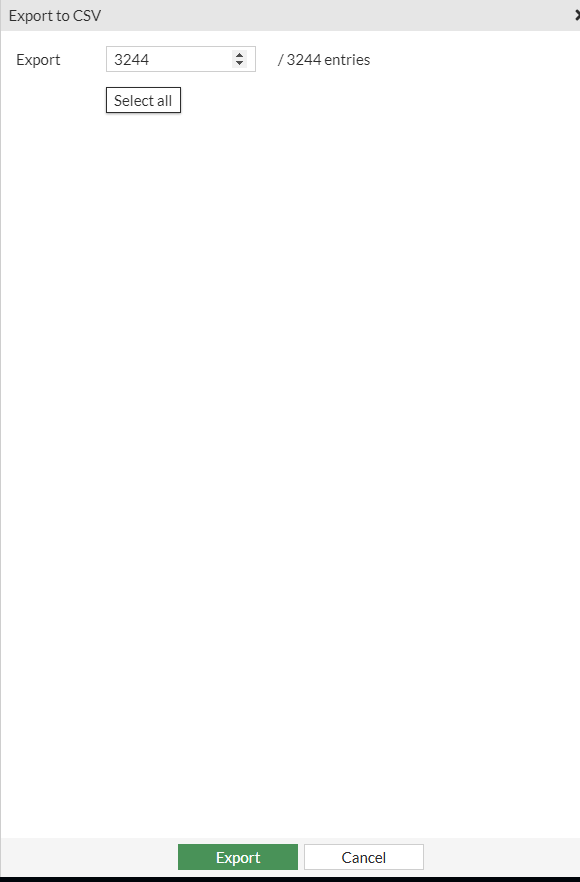 Export to CSV
Export 3244 / 3244 entries
Select all
Export Cancel